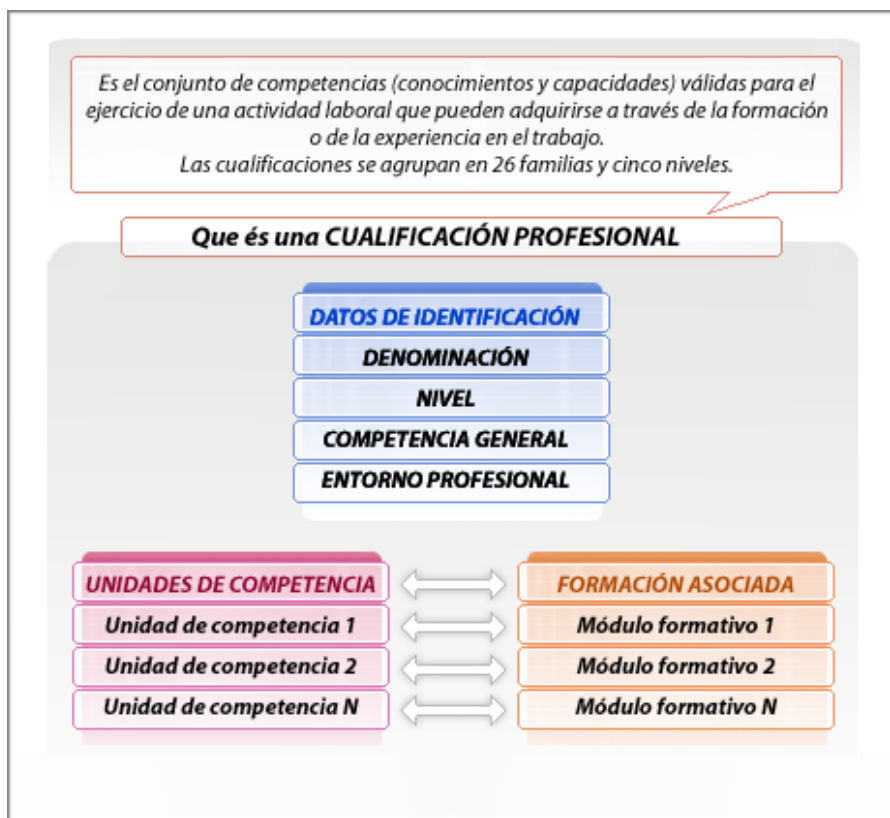 Es el conjunto de competencias (conocimientos y capacidades) válidas para el
ejercicio de una actividad laboral que pueden adquirirse a través de la formación
o de la experiencia en el trabajo.
Las cualificaciones se agrupan en 26 familias y cinco niveles.
Que és una CUALIFICACIÓN PROFESIONAL
DATOS DE IDENTIFICACIÓN
DENOMINACIÓN
NIVEL
COMPETENCIA GENERAL
ENTORNO PROFESIONAL
UNIDADES DE COMPETENCIA
FORMACIÓN ASOCIADA
Unidad de competencia 1
Módulo formativo 1
Unidad de competencia 2
Módulo formativo 2
Unidad de competencia N
Módulo formativo N